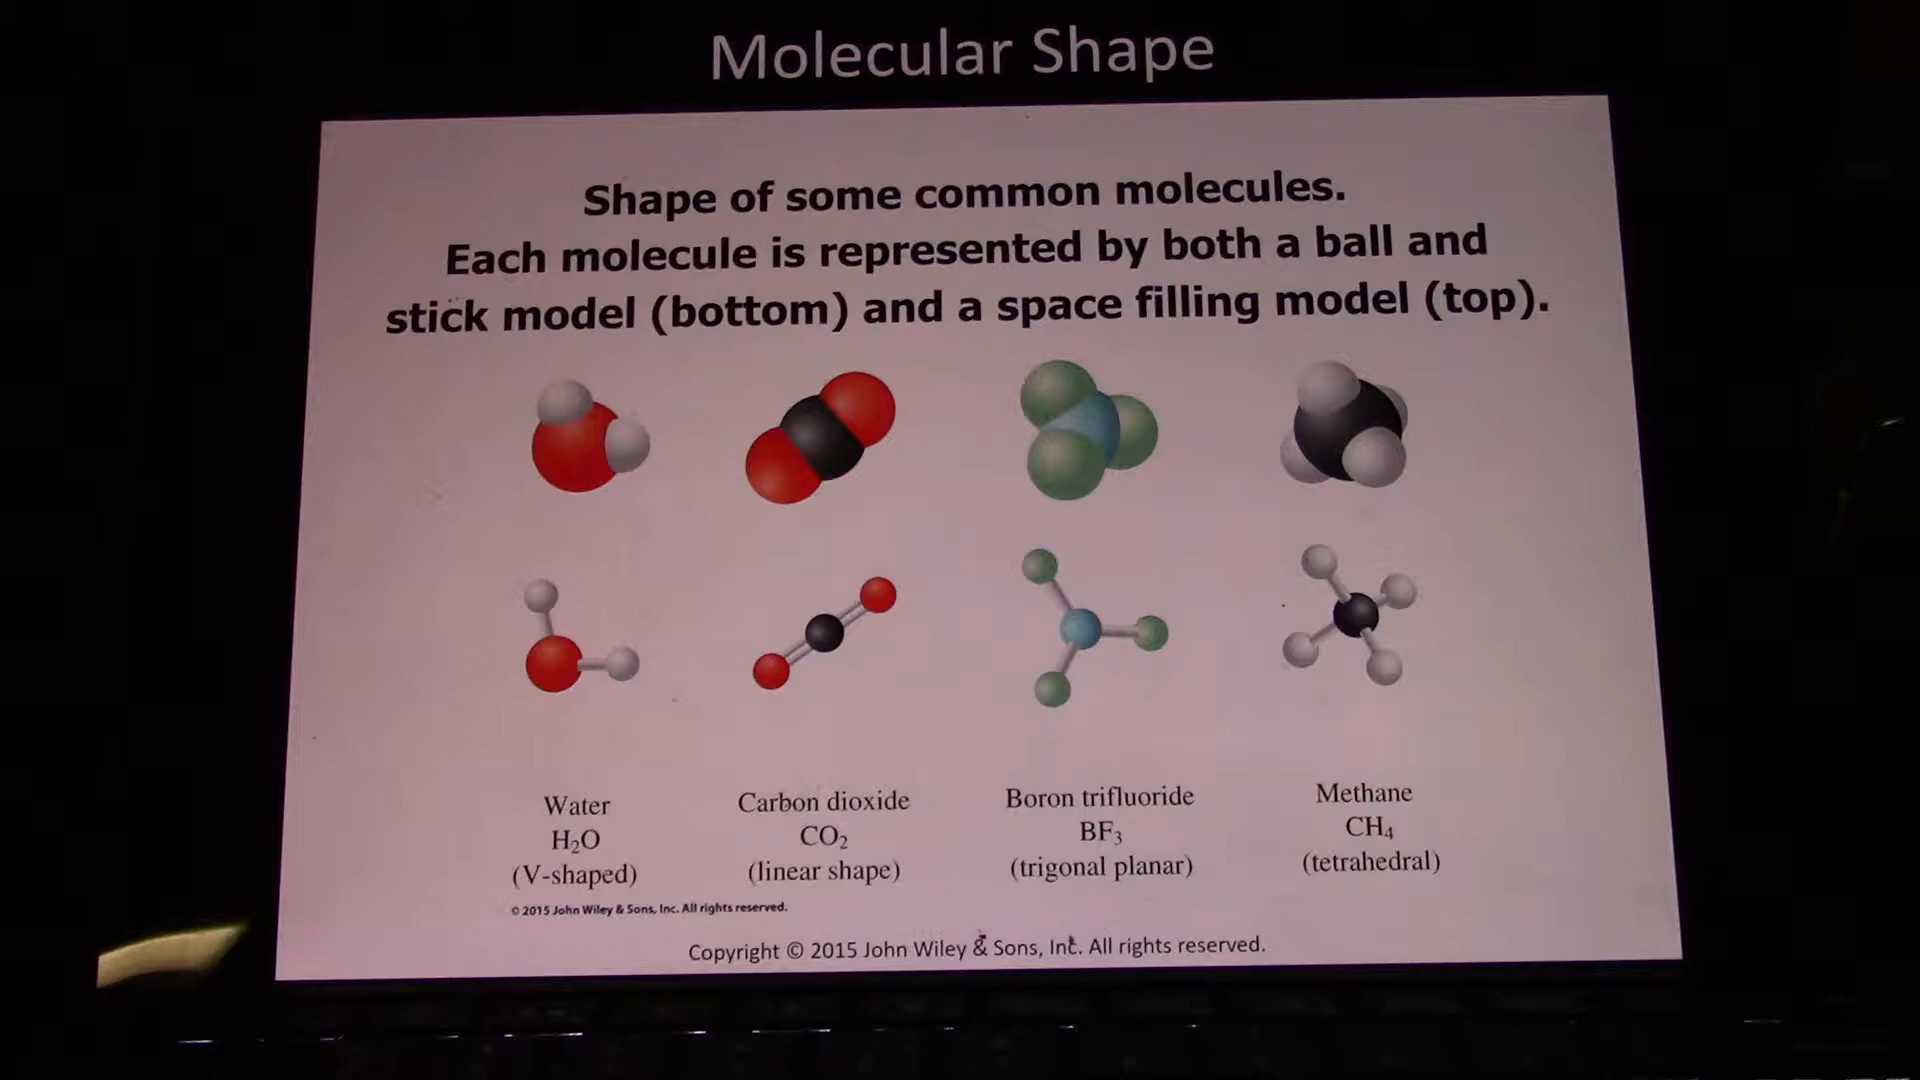 Molecular Shape
Shape of some common molecules.
Each molecule is represented by both a ball and
stick model (bottom) and a space filling model (top).
Water
H₂O
(V-shaped)
Carbon dioxide
CO₂
(linear shape)
Boron trifluoride
BF₃
(trigonal planar)
Methane
CH₄
(tetrahedral)
© 2015 John Wiley & Sons, Inc. All rights reserved.
Copyright © 2015 John Wiley & Sons, Inc. All rights reserved.